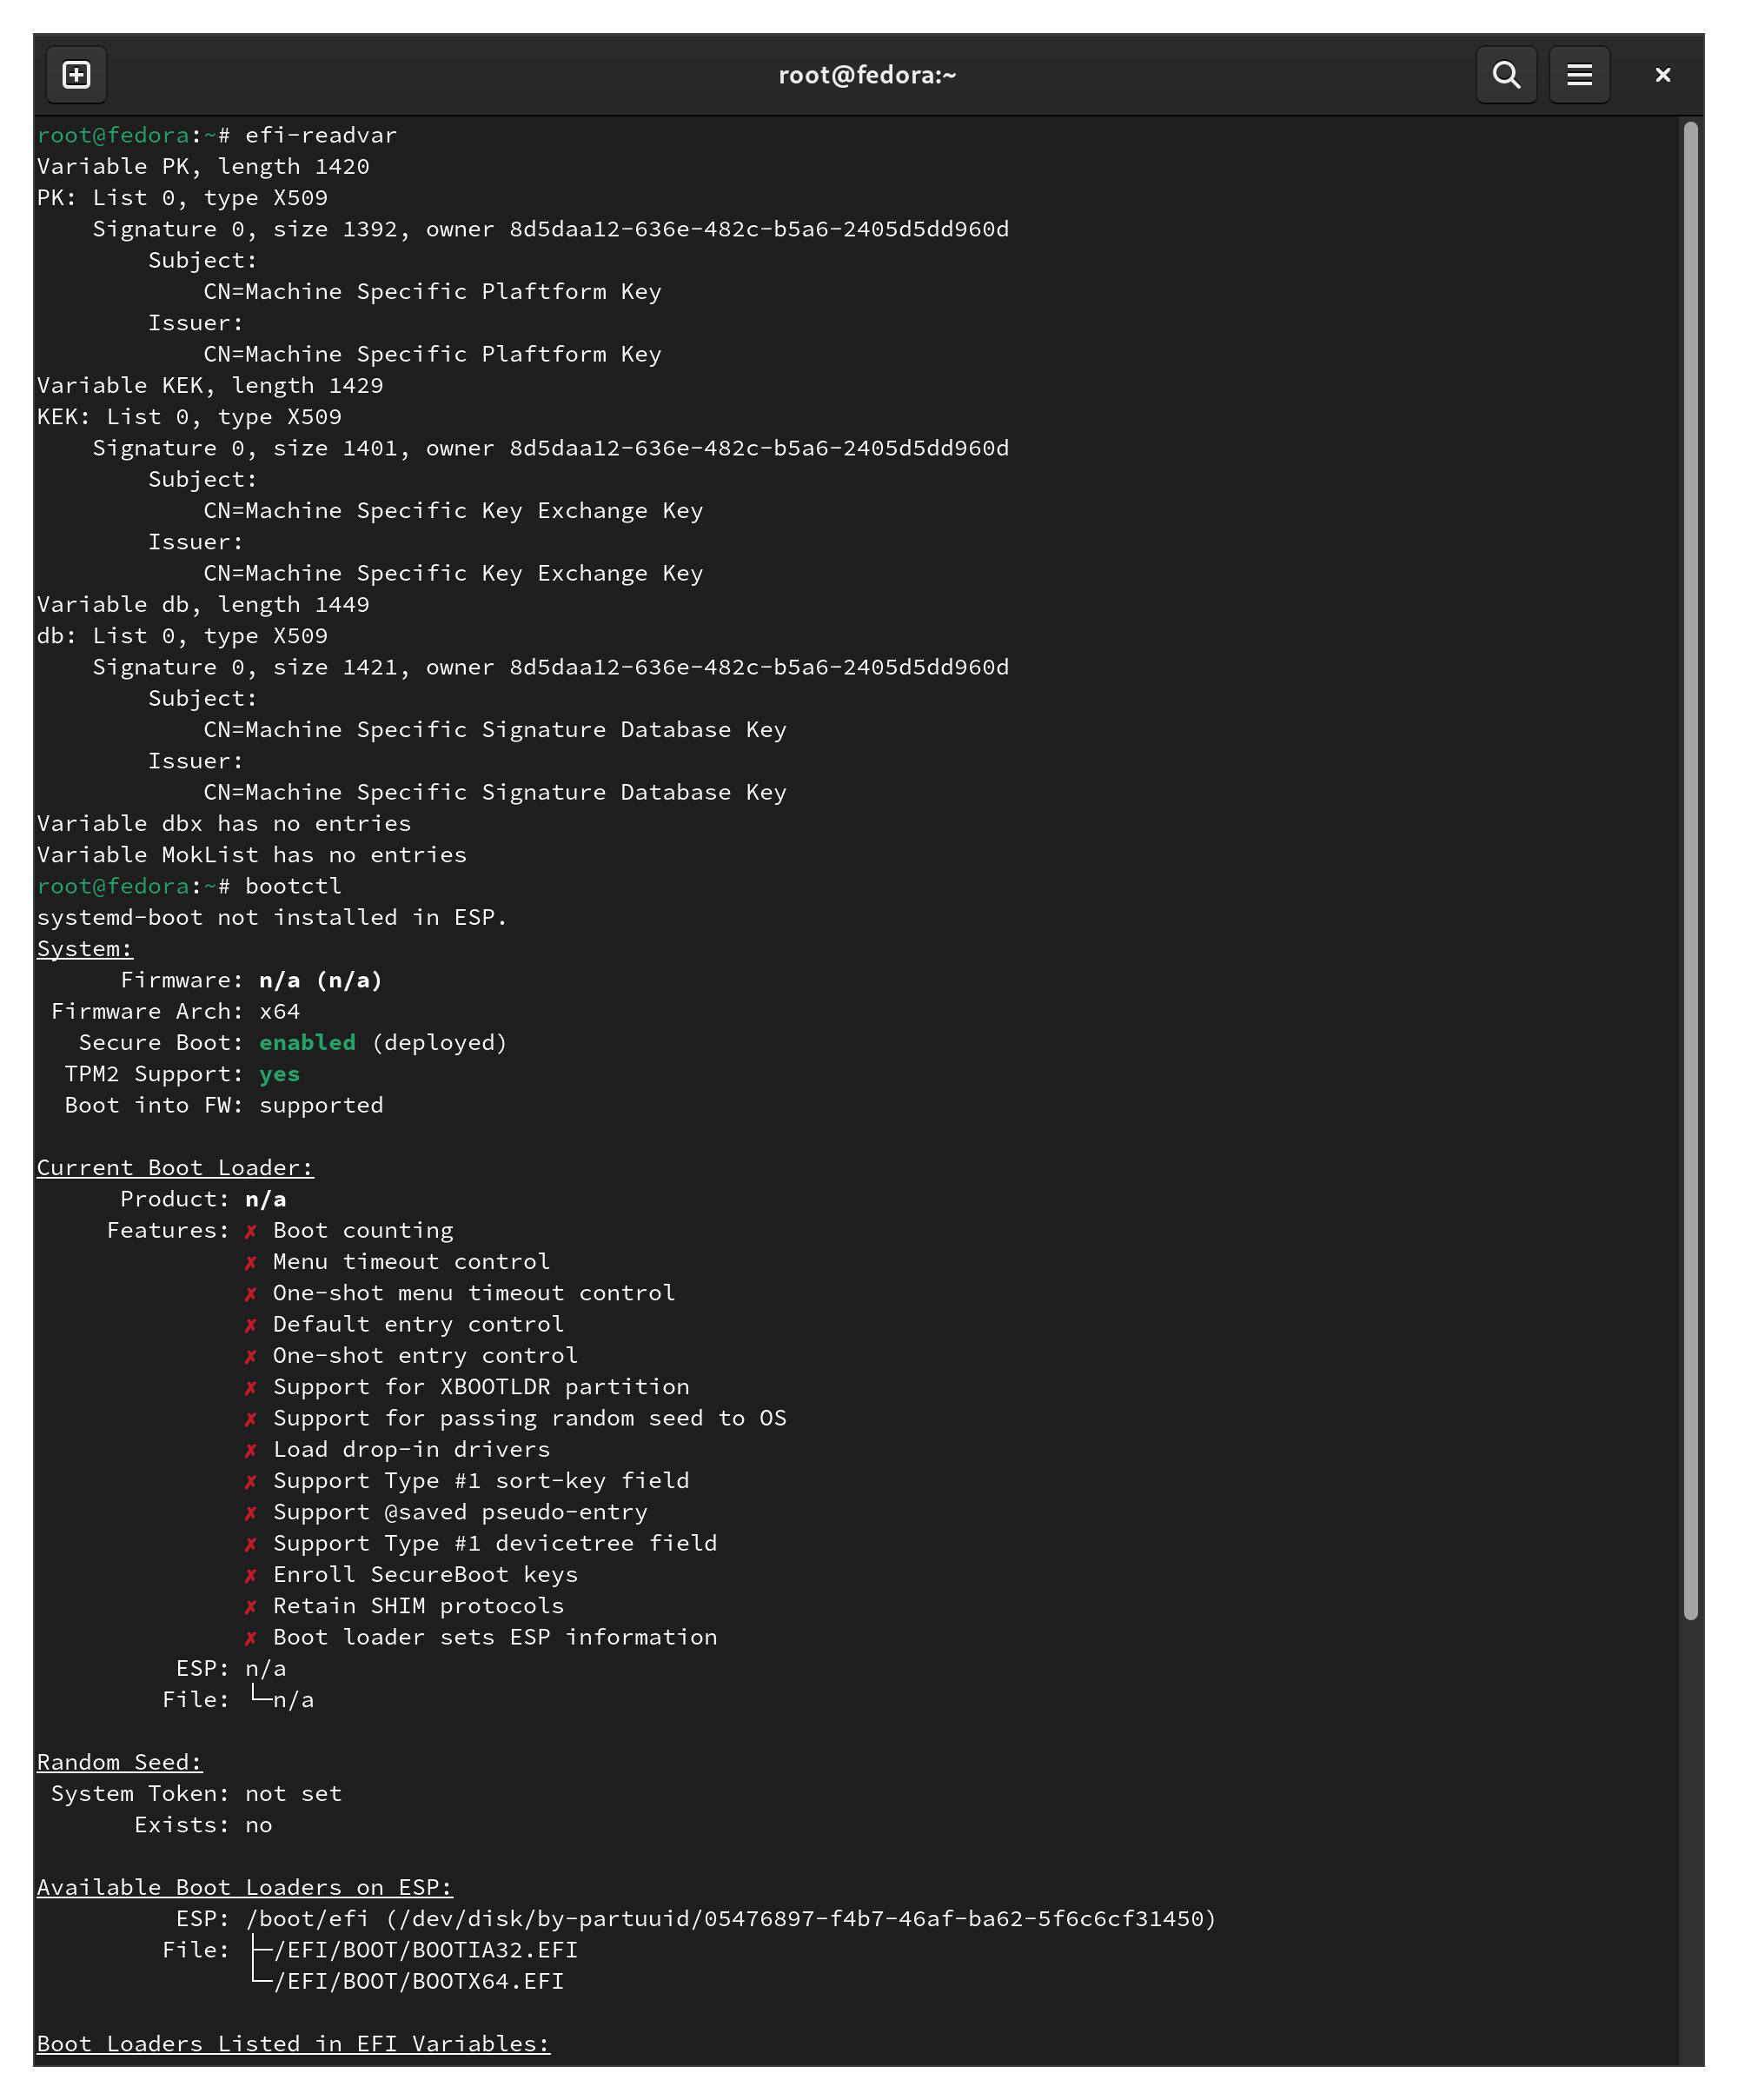 root@fedora:~
root@fedora:~# efi-readvar
Variable PK, length 1420
PK: List 0, type X509
    Signature 0, size 1392, owner 8d5daa12-636e-482c-b5a6-2405d5dd960d
        Subject:
            CN=Machine Specific Plaftform Key
        Issuer:
            CN=Machine Specific Plaftform Key
Variable KEK, length 1429
KEK: List 0, type X509
    Signature 0, size 1401, owner 8d5daa12-636e-482c-b5a6-2405d5dd960d
        Subject:
            CN=Machine Specific Key Exchange Key
        Issuer:
            CN=Machine Specific Key Exchange Key
Variable db, length 1449
db: List 0, type X509
    Signature 0, size 1421, owner 8d5daa12-636e-482c-b5a6-2405d5dd960d
        Subject:
            CN=Machine Specific Signature Database Key
        Issuer:
            CN=Machine Specific Signature Database Key
Variable dbx has no entries
Variable MokList has no entries
root@fedora:~# bootctl
systemd-boot not installed in ESP.
System:
      Firmware: n/a (n/a)
 Firmware Arch: x64
   Secure Boot: enabled (deployed)
  TPM2 Support: yes
  Boot into FW: supported

Current Boot Loader:
      Product: n/a
     Features: ✗ Boot counting
               ✗ Menu timeout control
               ✗ One-shot menu timeout control
               ✗ Default entry control
               ✗ One-shot entry control
               ✗ Support for XBOOTLDR partition
               ✗ Support for passing random seed to OS
               ✗ Load drop-in drivers
               ✗ Support Type #1 sort-key field
               ✗ Support @saved pseudo-entry
               ✗ Support Type #1 devicetree field
               ✗ Enroll SecureBoot keys
               ✗ Retain SHIM protocols
               ✗ Boot loader sets ESP information
          ESP: n/a
         File: └─n/a

Random Seed:
 System Token: not set
       Exists: no

Available Boot Loaders on ESP:
          ESP: /boot/efi (/dev/disk/by-partuuid/05476897-f4b7-46af-ba62-5f6c6cf31450)
         File: ├─/EFI/BOOT/BOOTIA32.EFI
               └─/EFI/BOOT/BOOTX64.EFI

Boot Loaders Listed in EFI Variables: